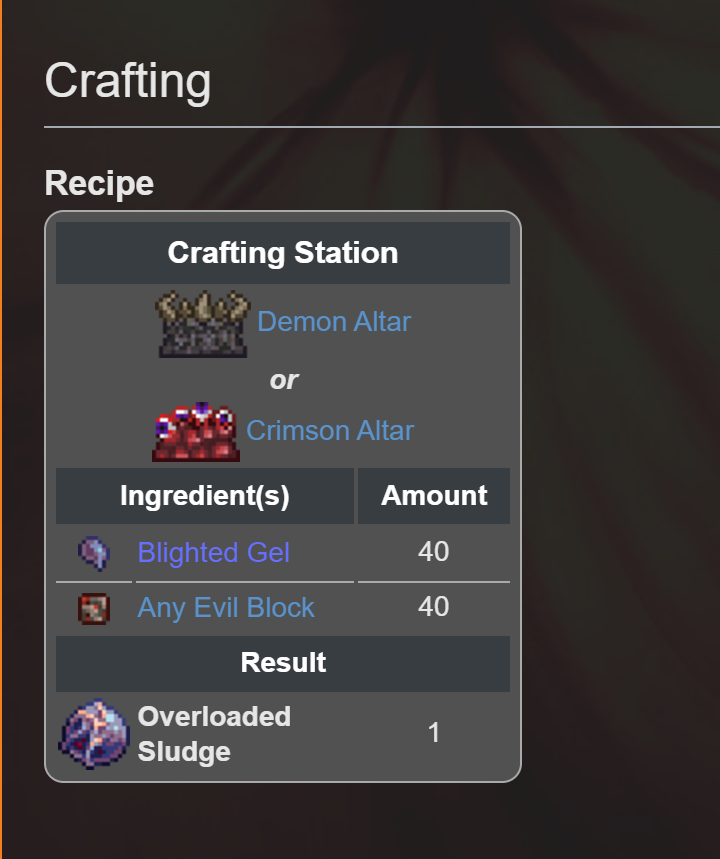 Crafting
Recipe
Crafting Station
Demon Altar
or
Crimson Altar
Ingredient(s) Amount
Blighted Gel 40
Any Evil Block 40
Result
Overloaded
Sludge 1